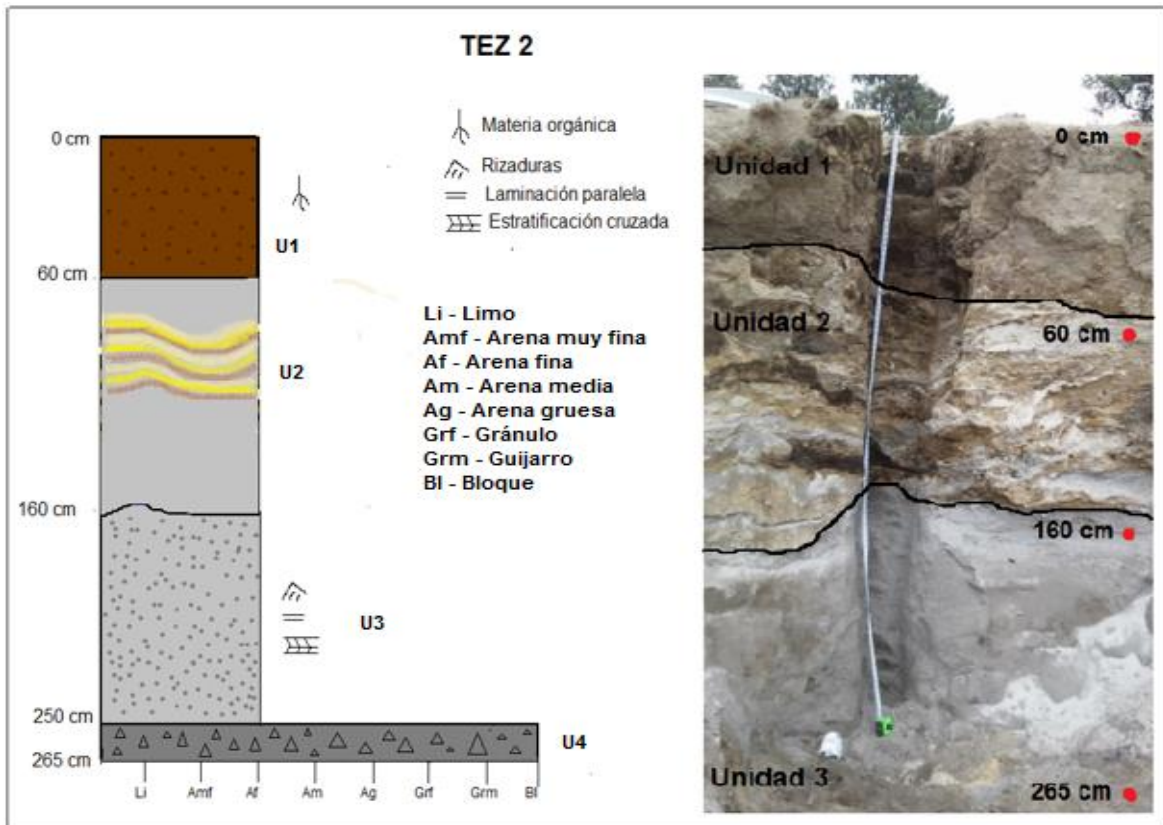 TEZ 2
0 cm
60 cm
160 cm
250 cm
265 cm
U1
U2
U3
U4
Li
Amf
Af
Am
Ag
Grf
Grm
Bl
Materia orgánica
Rizaduras
Laminación paralela
Estratificación cruzada
Li - Limo
Amf - Arena muy fina
Af - Arena fina
Am - Arena media
Ag - Arena gruesa
Grf - Gránulo
Grm - Guijarro
Bl - Bloque
Unidad 1
0 cm
Unidad 2
60 cm
160 cm
Unidad 3
265 cm